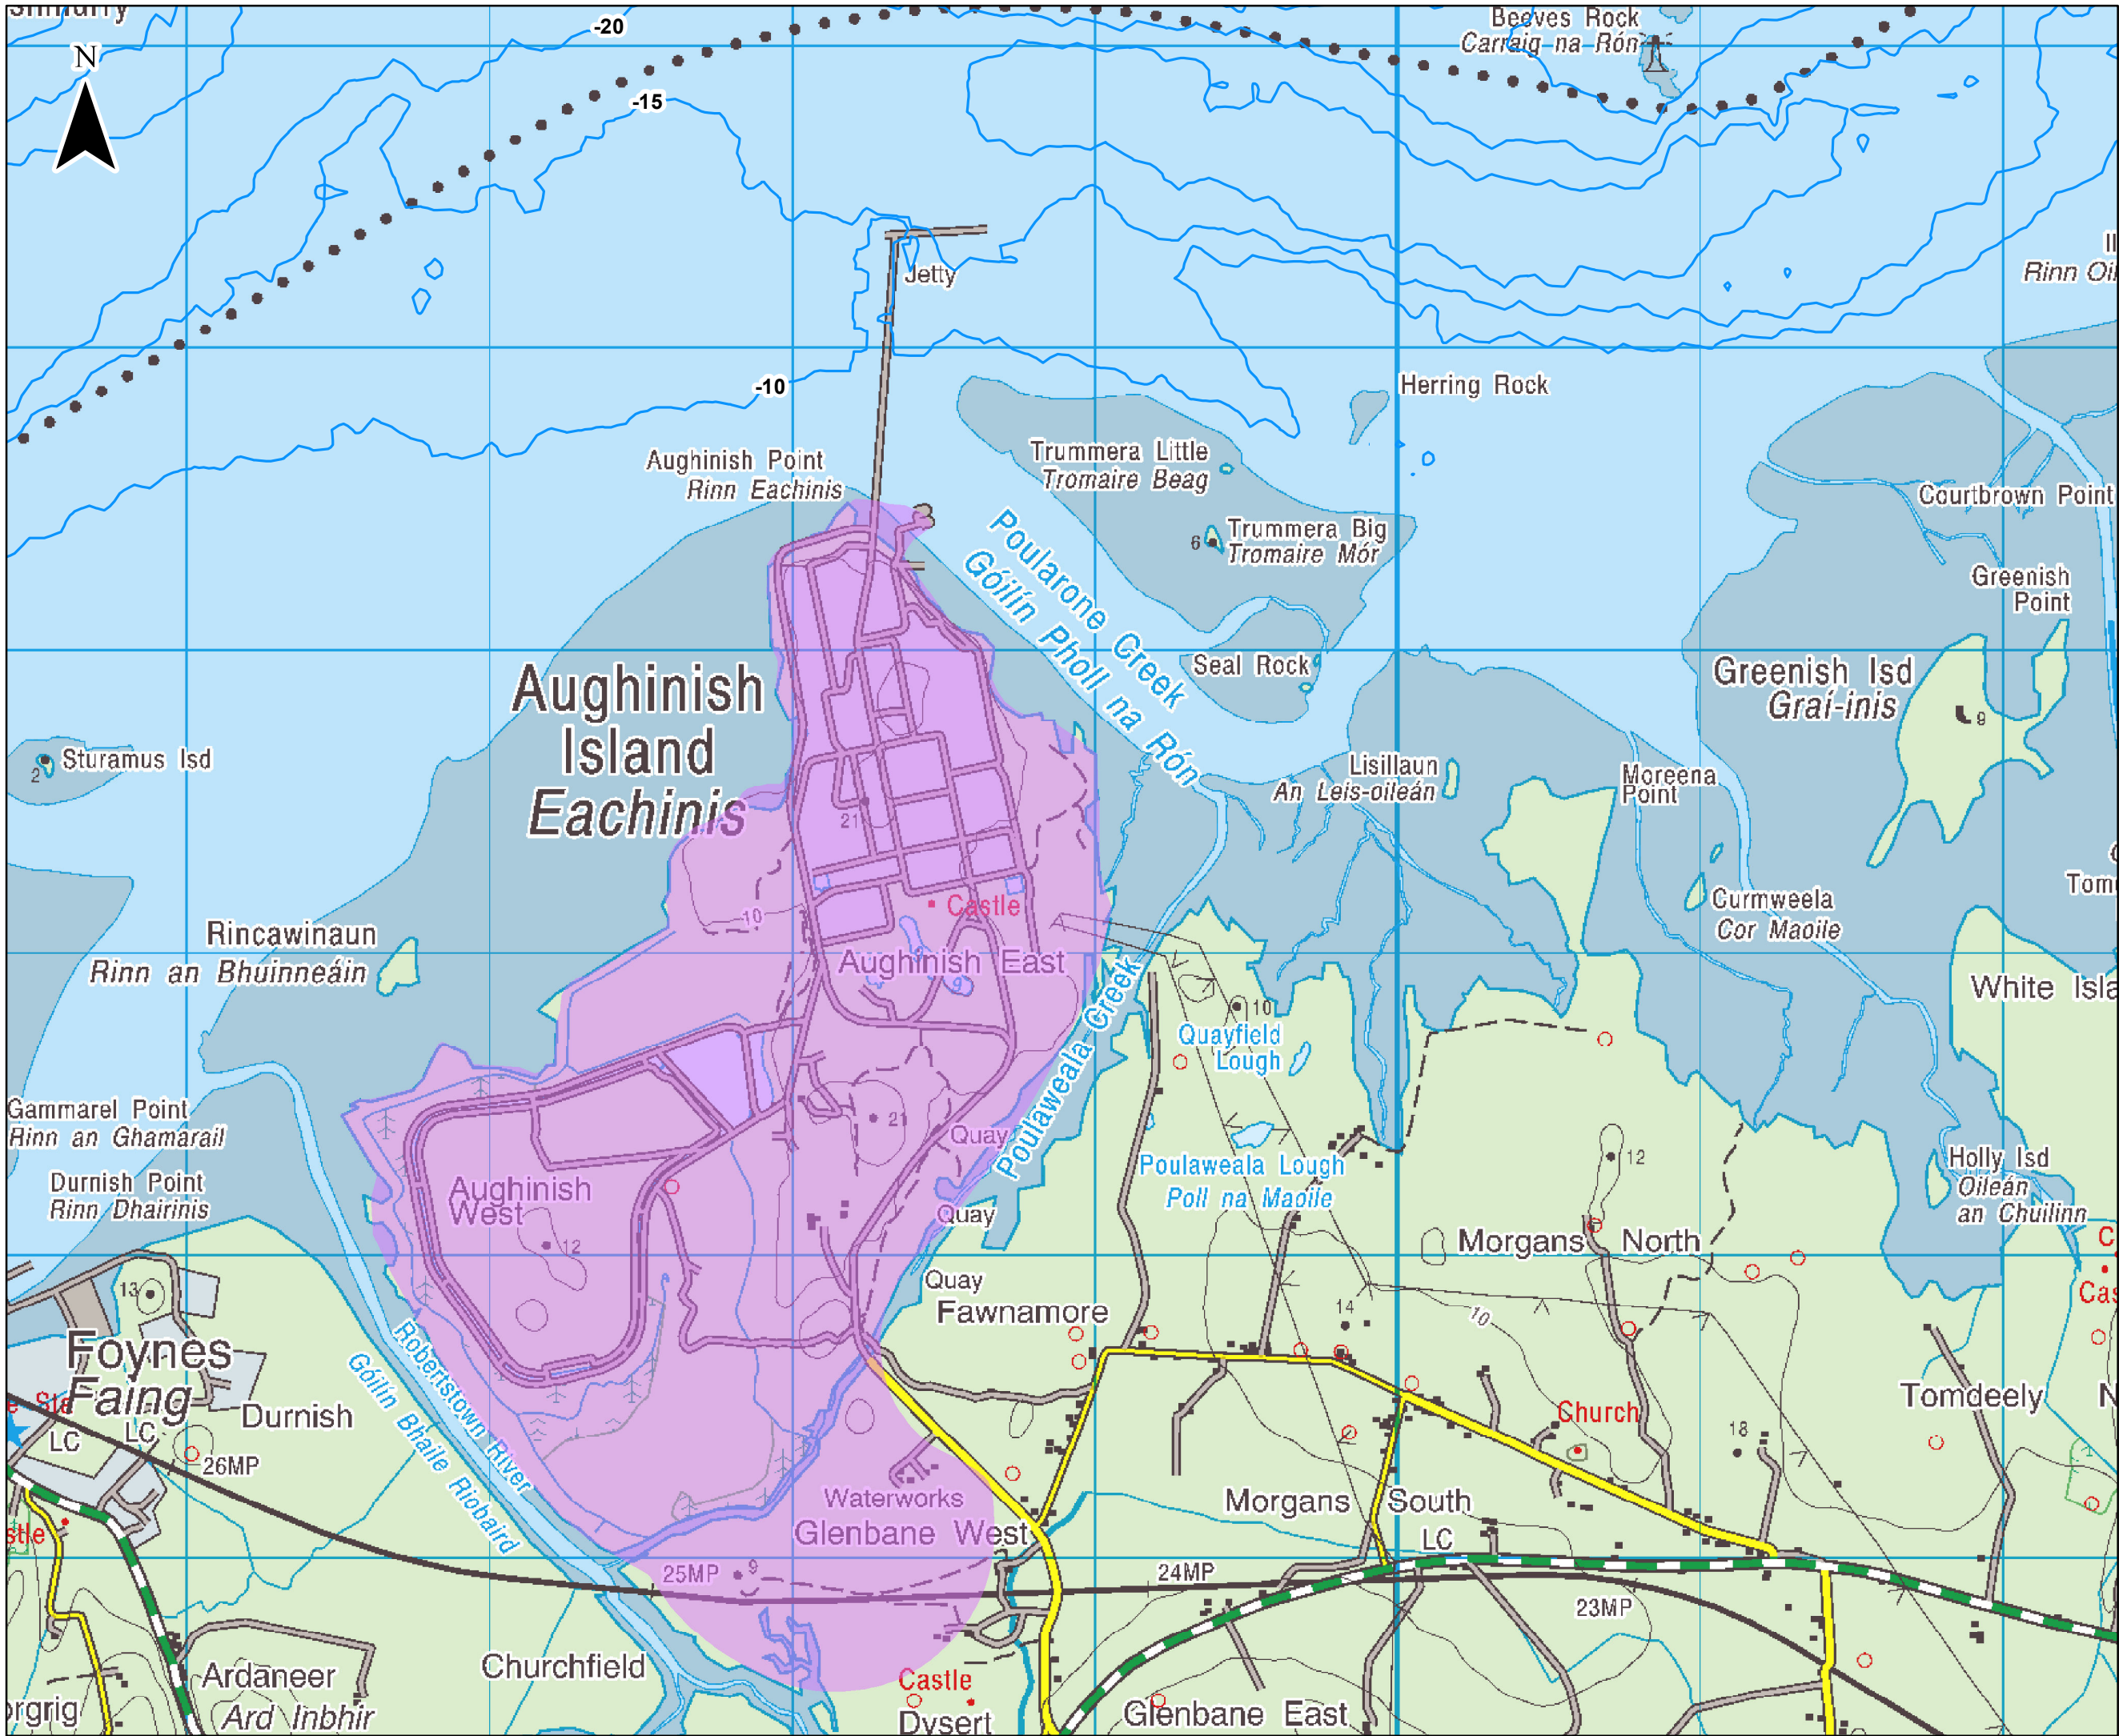 -20
Beeves Rock
Carraig na Rón
N
-15
Jetty
Rinn
-10
Herring Rock
Aughinish Point
Rinn Eachinis
Trummera Little
Tromaire Beag
Courtbrown Point
6
Trummera Big
Tromaire Mór
Poularone Creek
Góilín Pholl na Rón
Greenish
Point
Seal Rock
Aughinish
Island
Eachinis
Greenish Isd
Graí-inis
9
2
Sturamus Isd
Lisillaun
An Leis-oileán
Moreena
Point
21
Curmweela
Cor Maoile
10
Castle
Rincawinaun
Rinn an Bhuinneáin
Aughinish East
9
White
10
Quayfield
Lough
Poulaweala Creek
Gammarel Point
Rinn an Ghamarail
21
Quay
Poulaweala Lough
Poll na Maoile
12
Holly Isd
Oileán
an Chuilinn
Durnish Point
Rinn Dhairinis
Aughinish
West
12
Quay
Morgans North
13
Quay
Fawnamore
14
10
Foynes
Faing
Robertstown River
Góilín Bhaile Riobaird
Durnish
LC
LC
26MP
Church
18
Tomdeely
Waterworks
Glenbane West
Morgans South
LC
25MP
9
24MP
23MP
Churchfield
Ardaneer
Ard Inbhir
Castle
Dysert
Glenbane East